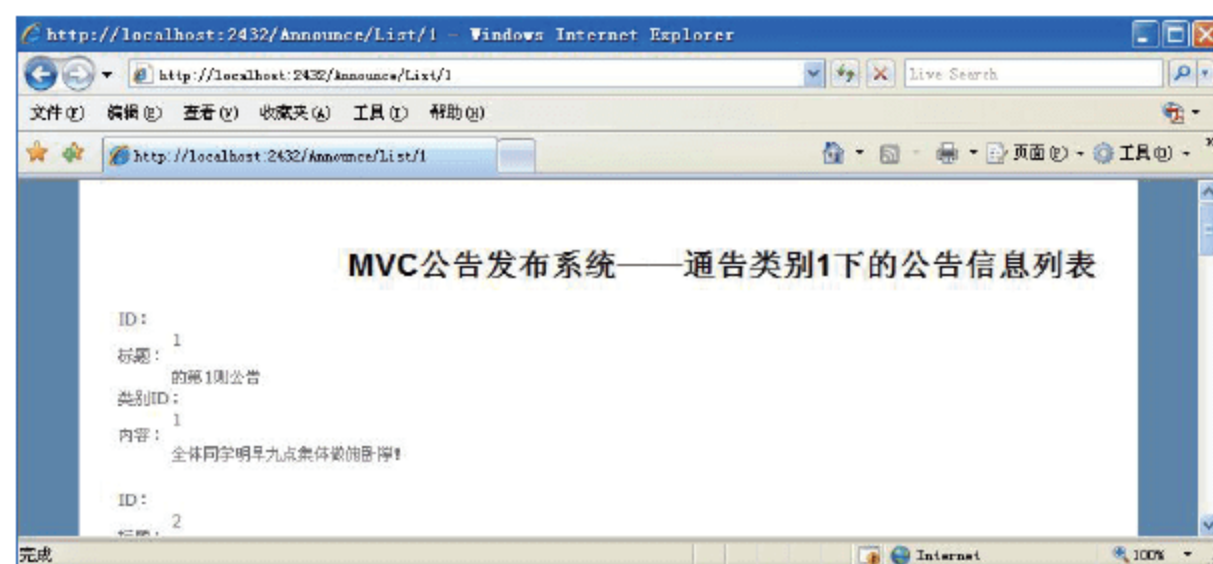 http://localhost:2432/Announce/List/1 - Windows Internet Explorer
http://localhost:2432/Announce/List/1 Live Search
文件(F) 编辑(E) 查看(V) 收藏夹(A) 工具(T) 帮助(H)
http://localhost:2432/Announce/List/1 页面(P) 工具(O)
MVC公告发布系统——通告类别1下的公告信息列表
ID:
1
标题:
的第1则公告
类别ID:
1
内容:
全体同学明早九点集体做俯卧撑!
ID:
2
完成 Internet 100%